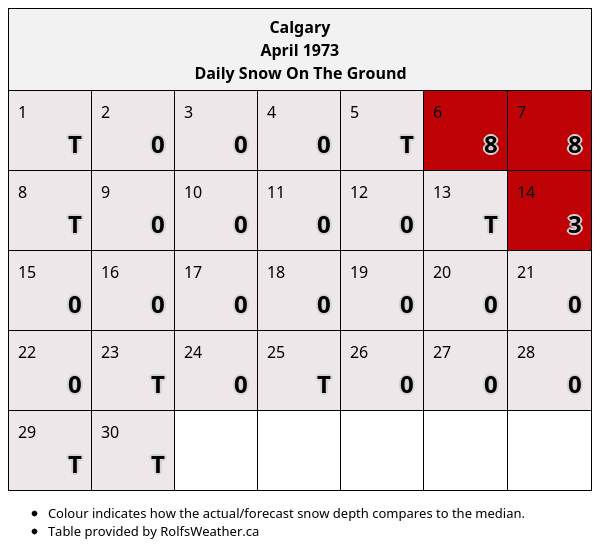 Calgary
April 1973
Daily Snow On The Ground
1 2 3 4 5 6 7
T 0 0 0 T 8 8
8 9 10 11 12 13 14
T 0 0 0 0 T 3
15 16 17 18 19 20 21
0 0 0 0 0 0 0
22 23 24 25 26 27 28
0 T 0 T 0 0 0
29 30
T T
• Colour indicates how the actual/forecast snow depth compares to the median.
• Table provided by RolfsWeather.ca